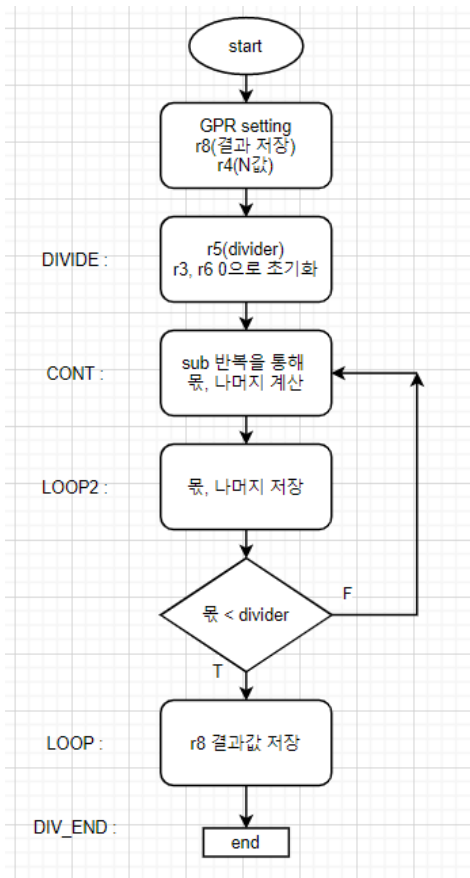 start
GPR setting
r8(결과 저장)
r4(N값)
DIVIDE :
r5(divider)
r3, r6 0으로 초기화
CONT :
sub 반복을 통해
몫, 나머지 계산
LOOP2 :
몫, 나머지 저장
몫 < divider
F
T
LOOP :
r8 결과값 저장
DIV_END :
end